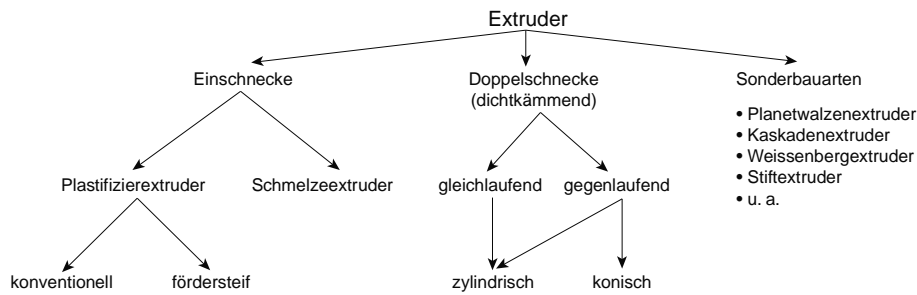 Extruder
Einschnecke
Doppelschnecke
(dichtkämmend)
Sonderbauarten
• Planetwalzenextruder
• Kaskadenextruder
• Weissenbergextruder
• Stiftextruder
• u. a.
Plastifizierextruder
Schmelzeextruder
gleichlaufend
gegenlaufend
konventionell
fördersteif
zylindrisch
konisch